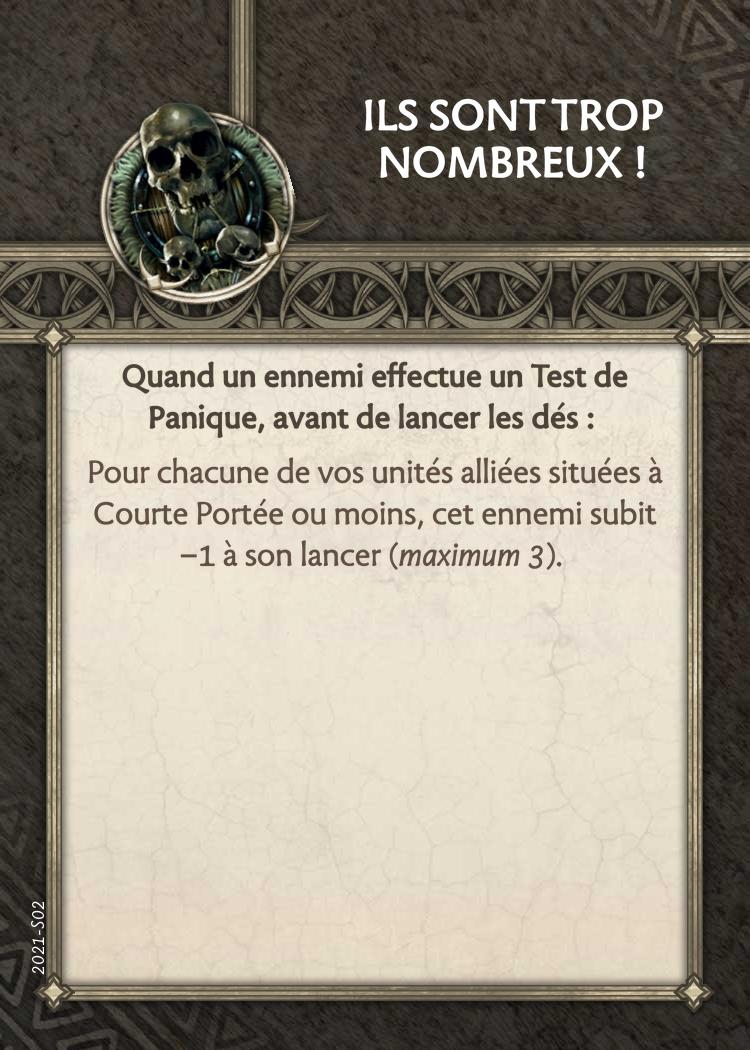 ILS SONT TROP
NOMBREUX !
Quand un ennemi effectue un Test de
Panique, avant de lancer les dés :
Pour chacune de vos unités alliées situées à
Courte Portée ou moins, cet ennemi subit
–1 à son lancer (maximum 3).
2021-S02